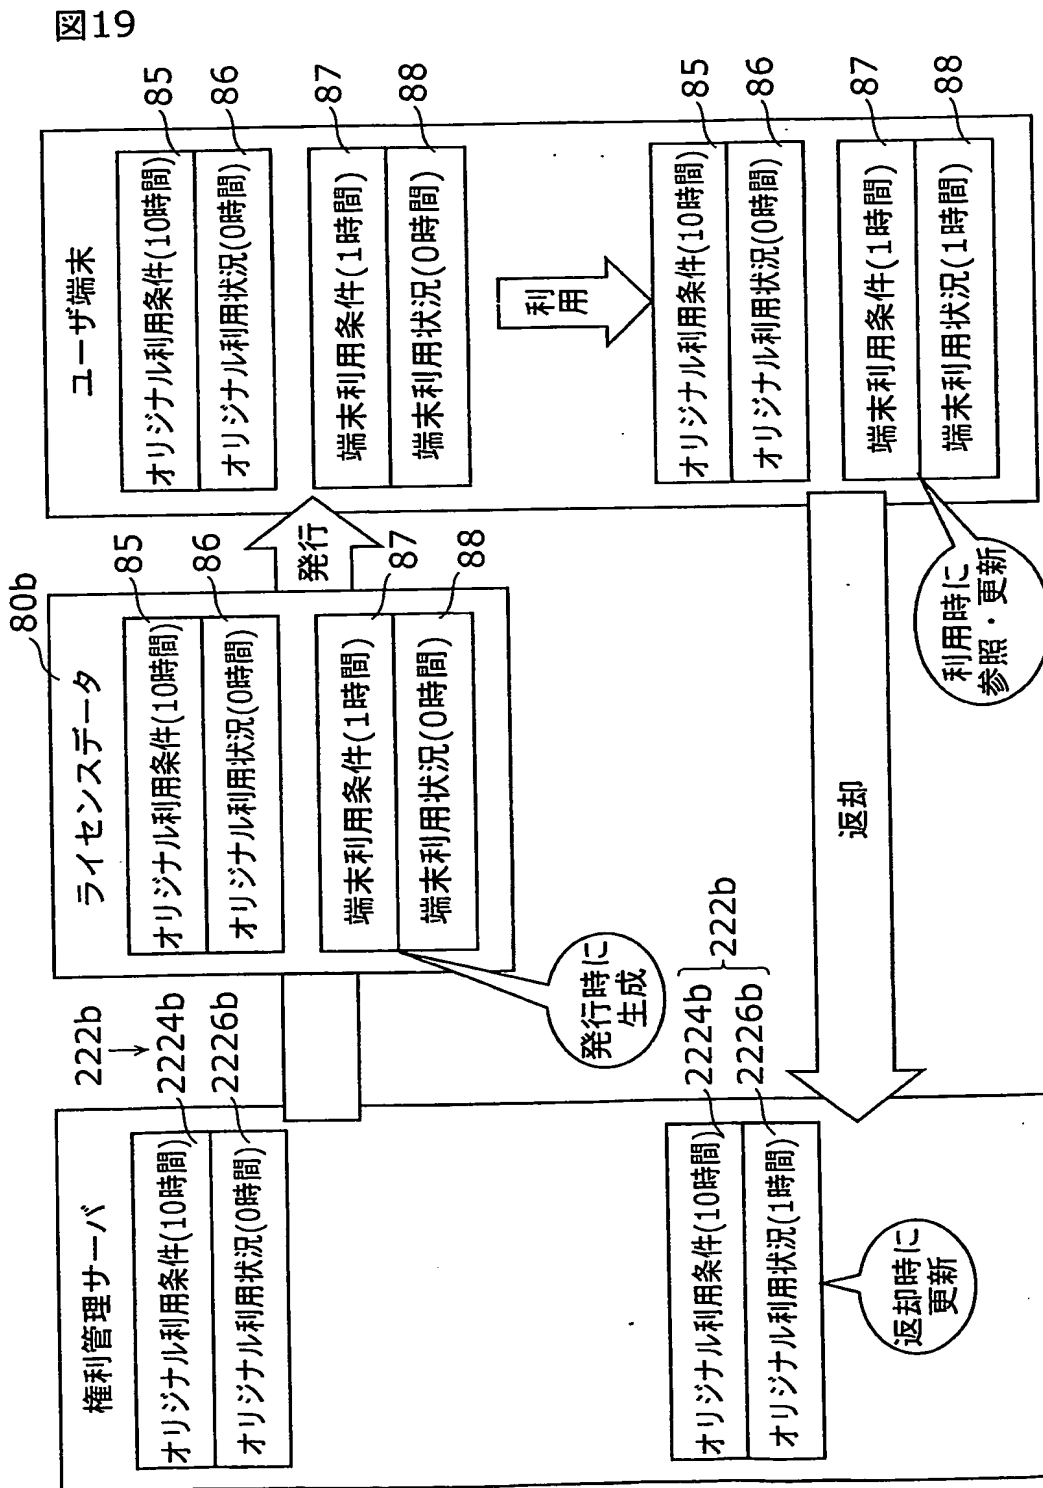 図19
権利管理サーバ
222b
オリジナル利用条件(10時間)
2224b
オリジナル利用状況(0時間)
2226b
ライセンスデータ
80b
オリジナル利用条件(10時間)
85
オリジナル利用状況(0時間)
86
端末利用条件(1時間)
87
端末利用状況(0時間)
88
発行時に
生成
発行
ユーザ端末
オリジナル利用条件(10時間)
85
オリジナル利用状況(0時間)
86
端末利用条件(1時間)
87
端末利用状況(0時間)
88
利用
オリジナル利用条件(10時間)
85
オリジナル利用状況(0時間)
86
端末利用条件(1時間)
87
端末利用状況(1時間)
88
利用時に
参照・更新
返却
オリジナル利用条件(10時間)
2224b
オリジナル利用状況(1時間)
2226b
222b
返却時に
更新